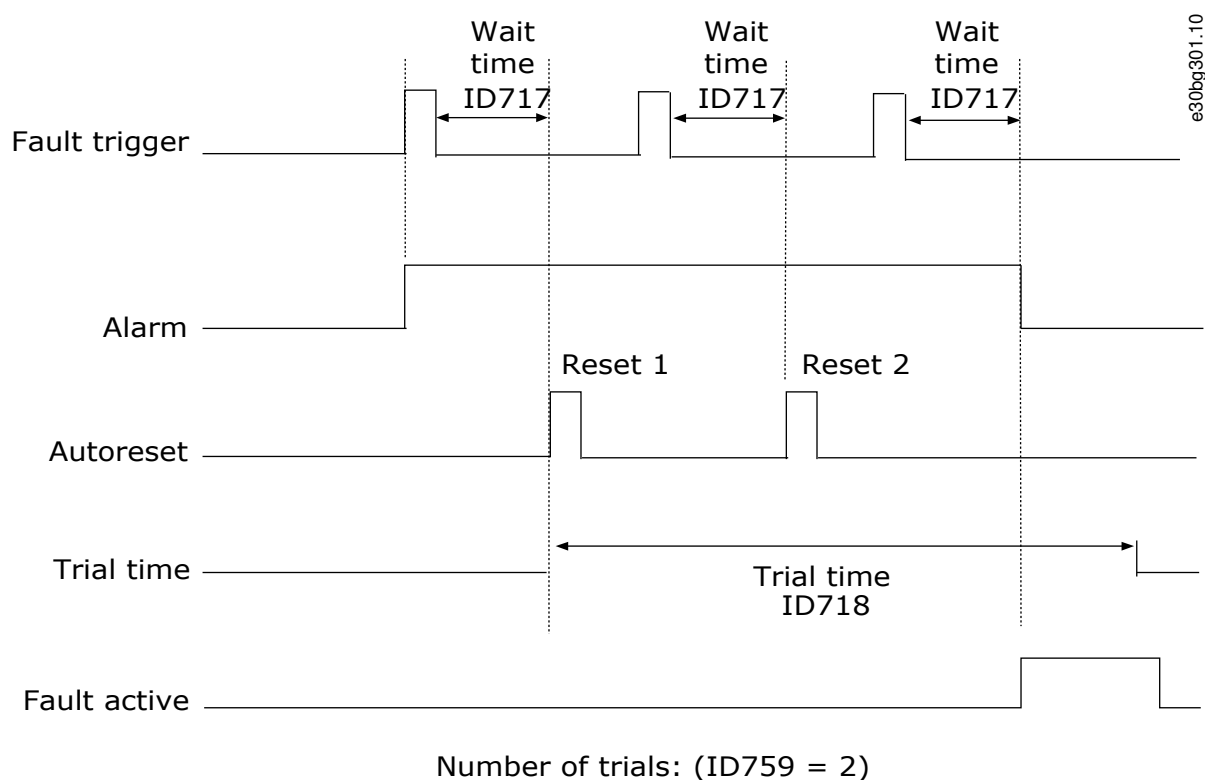 Wait
time
ID717
Wait
time
ID717
Wait
time
ID717
e30bg301.10
Fault trigger
Alarm
Reset 1
Reset 2
Autoreset
Trial time
Trial time
ID718
Fault active
Number of trials: (ID759 = 2)